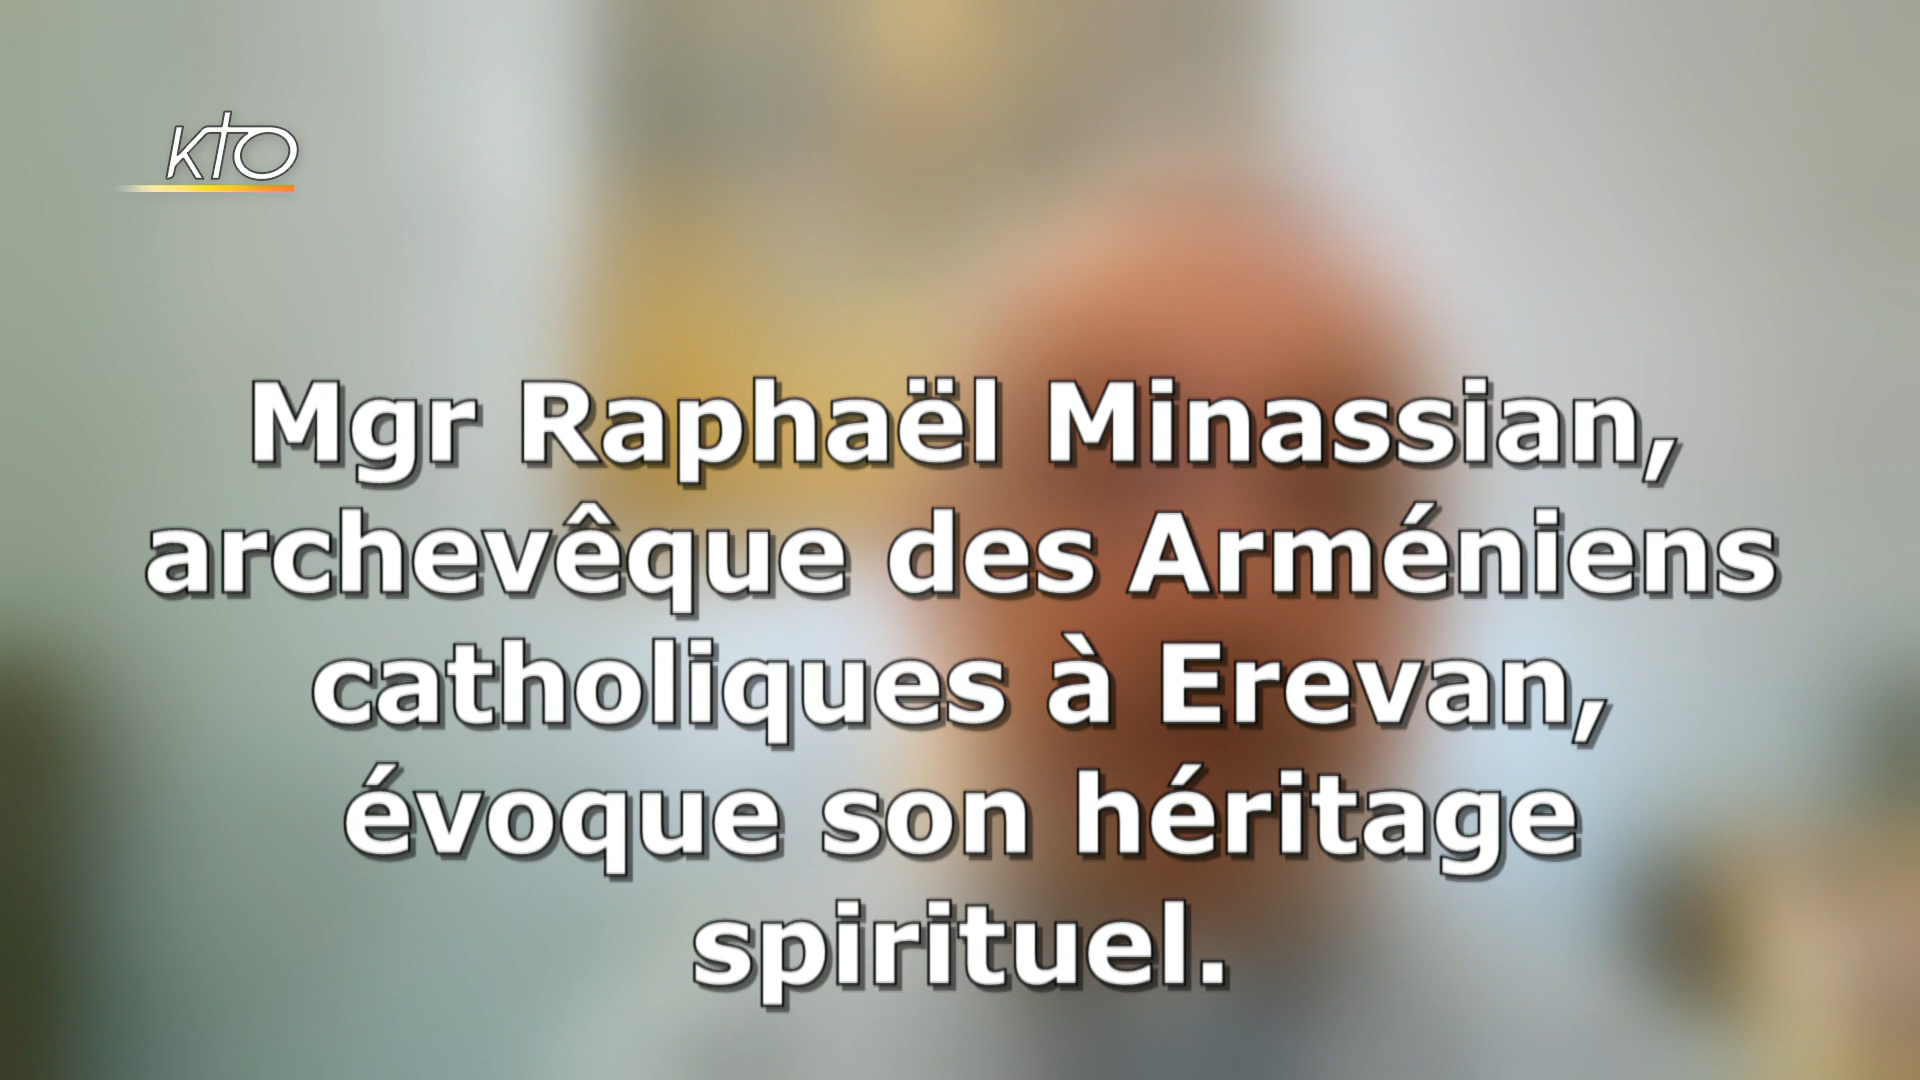 KTO
Mgr Raphaël Minassian,
archevêque des Arméniens
catholiques à Erevan,
évoque son héritage
spirituel.